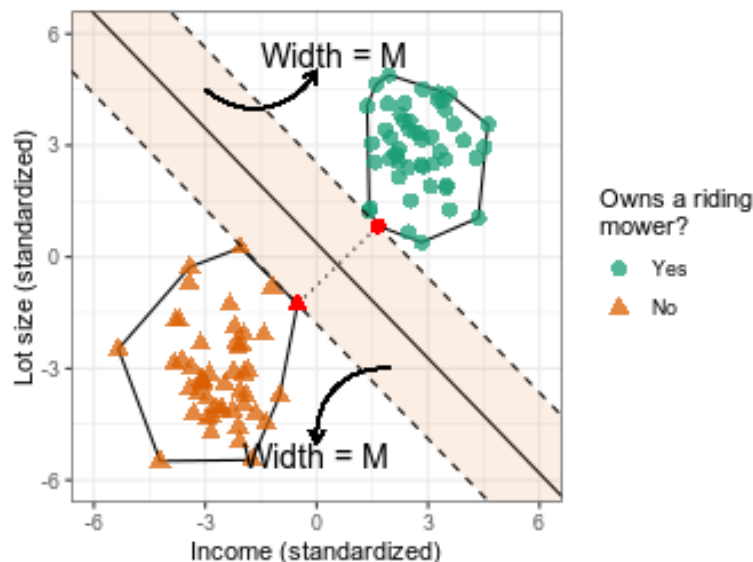 Width = M
Width = M
6
3
0
-3
-6
-6
-3
0
3
6
Lot size (standardized)
Income (standardized)
Owns a riding
mower?
Yes
No